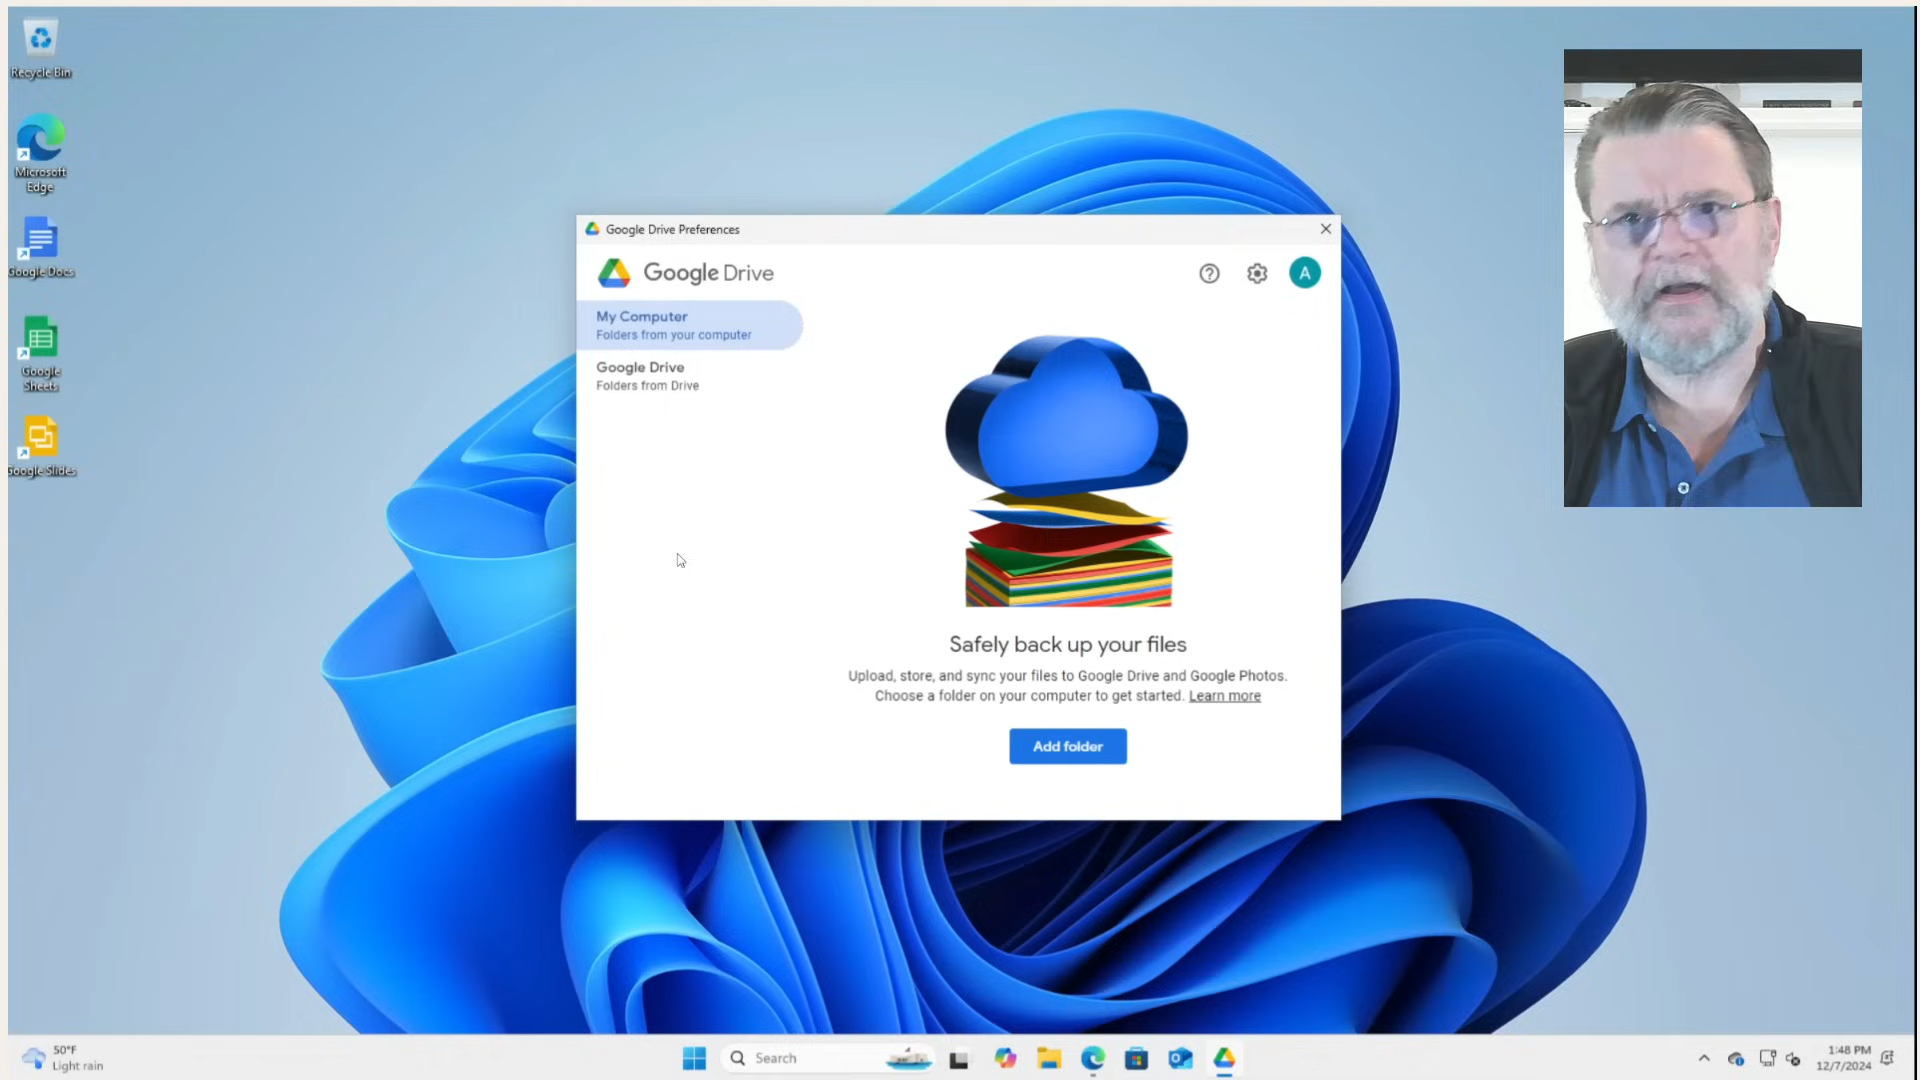 Recycle Bin
Microsoft
Edge
Google Docs
Google
Sheets
Google Slides
Google Drive Preferences
Google Drive
A
My Computer
Folders from your computer
Google Drive
Folders from Drive
Safely back up your files
Upload, store, and sync your files to Google Drive and Google Photos.
Choose a folder on your computer to get started. Learn more
Add folder
50°F
Light rain
Search
1:48 PM
12/7/2024